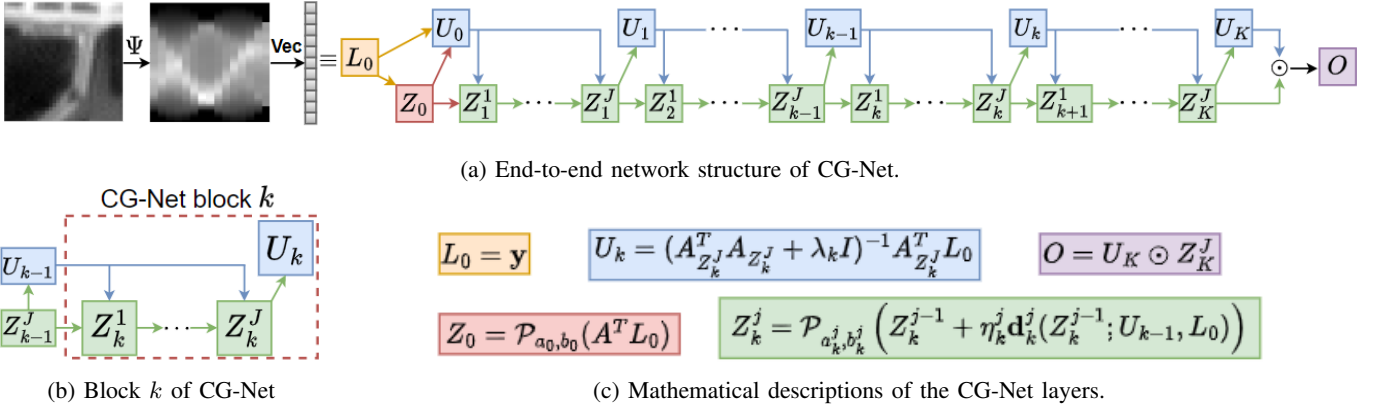 Ψ Vec ≡ L_0 U_0 U_1 ··· U_{k-1} U_k ··· U_K ⊙ O
Z_0 Z_1^1 ··· Z_1^J Z_2^1 ··· Z_{k-1}^J Z_k^1 ··· Z_k^J Z_{k+1}^1 ··· Z_K^J
(a) End-to-end network structure of CG-Net.
CG-Net block k
U_{k-1} U_k
Z_{k-1}^J Z_k^1 ··· Z_k^J
(b) Block k of CG-Net
L_0 = y
U_k = (A_{Z_k^J}^T A_{Z_k^J} + λ_k I)^{-1} A_{Z_k^J}^T L_0
O = U_K ⊙ Z_K^J
Z_0 = P_{a_0,b_0}(A^T L_0)
Z_k^j = P_{a_k^j,b_k^j}(Z_k^{j-1} + η_k^j d_k^j(Z_k^{j-1}; U_{k-1}, L_0))
(c) Mathematical descriptions of the CG-Net layers.